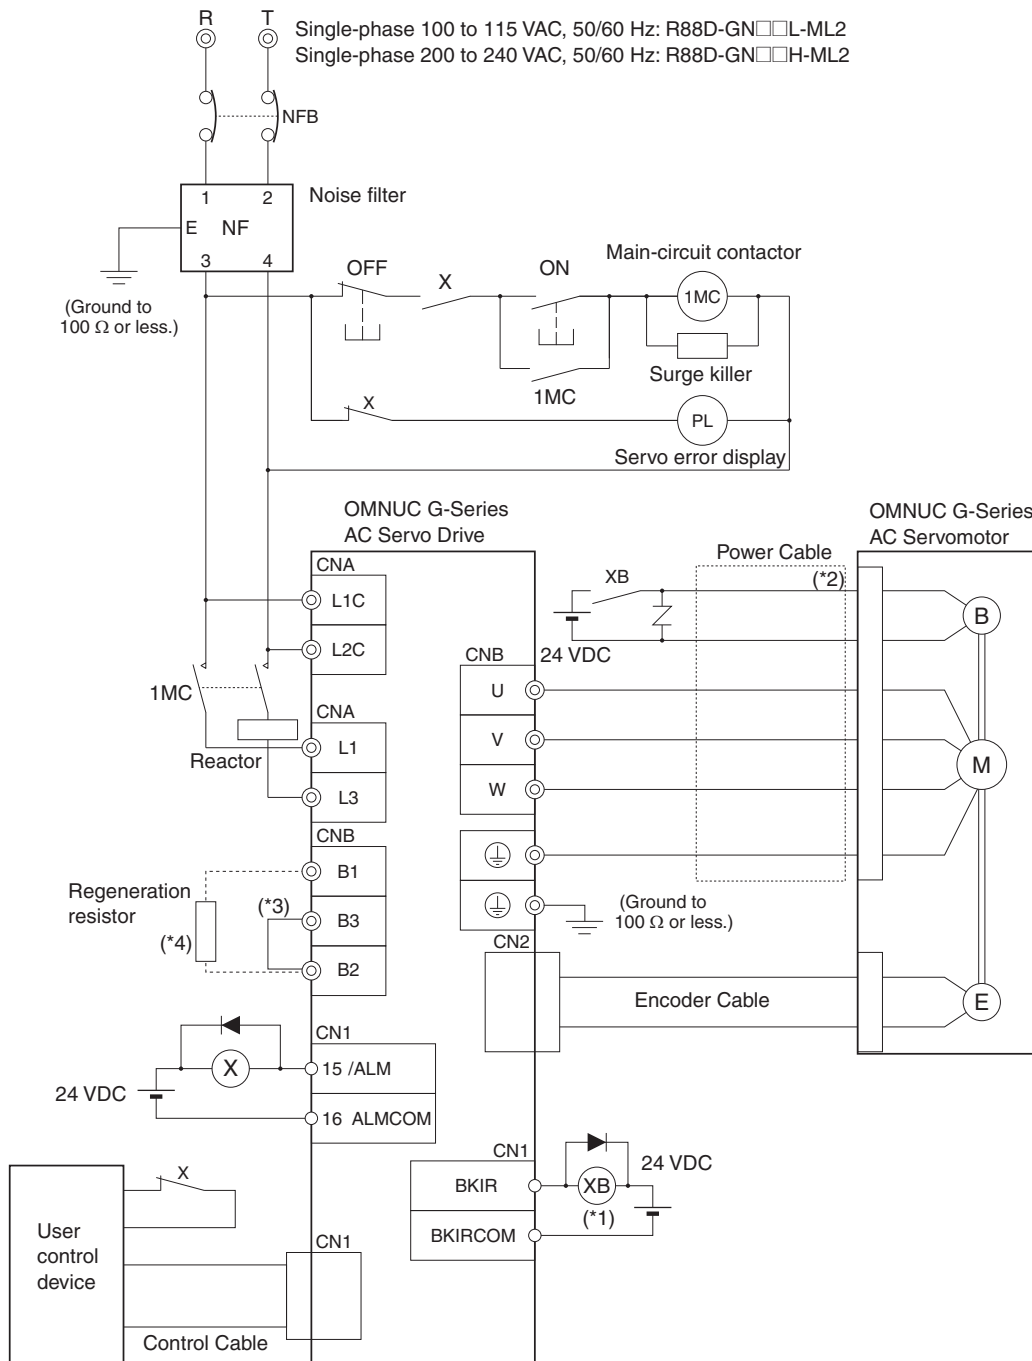 R T
Single-phase 100 to 115 VAC, 50/60 Hz: R88D-GN□□L-ML2
Single-phase 200 to 240 VAC, 50/60 Hz: R88D-GN□□H-ML2
NFB
1 2
Noise filter
E NF
3 4
(Ground to
100 Ω or less.)
OFF
X
ON
Main-circuit contactor
1MC
Surge killer
1MC
X
PL
Servo error display
OMNUC G-Series
AC Servo Drive
OMNUC G-Series
AC Servomotor
CNA
L1C
L2C
1MC
Reactor
CNA
L1
L3
CNB
B1
B3
B2
Regeneration
resistor
(*3)
(*4)
XB
24 VDC
Power Cable
(*2)
B
CNB
U
V
W
M
(Ground to
100 Ω or less.)
CN2
Encoder Cable
E
CN1
X
15 /ALM
24 VDC
16 ALMCOM
CN1
BKIR
XB
24 VDC
(*1)
BKIRCOM
X
User
control
device
CN1
Control Cable